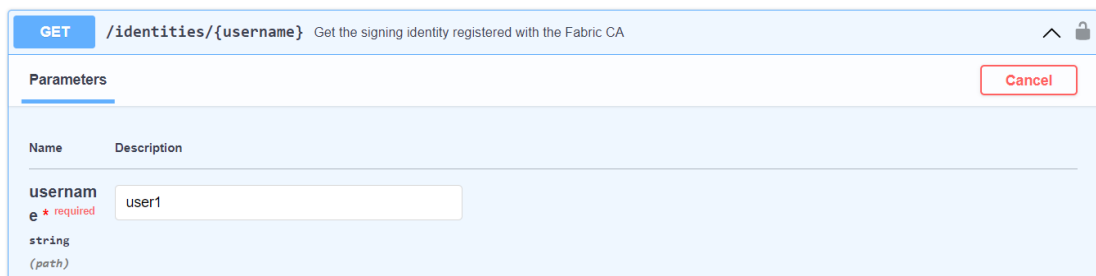 GET /identities/{username} Get the signing identity registered with the Fabric CA
Parameters Cancel
Name Description
usernam
e * required
user1
string
(path)